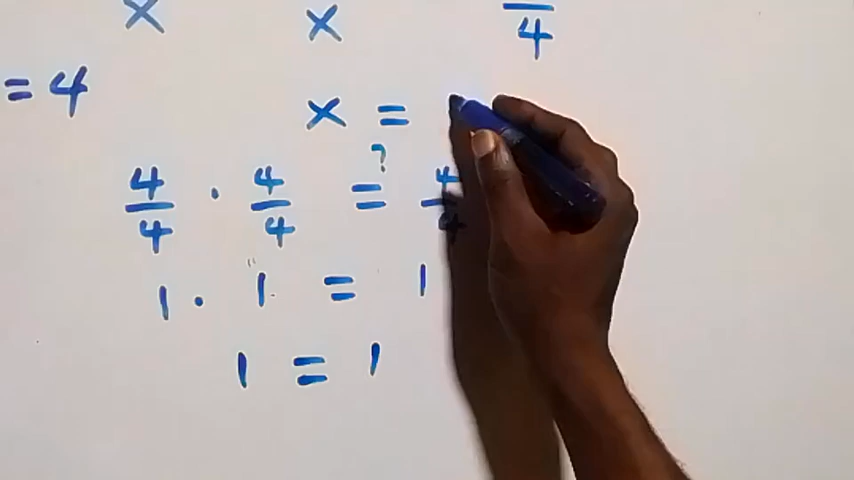 x x /4
= 4
x =
4/4 · 4/4 =? 4/4
1 · 1 = 1
1 = 1